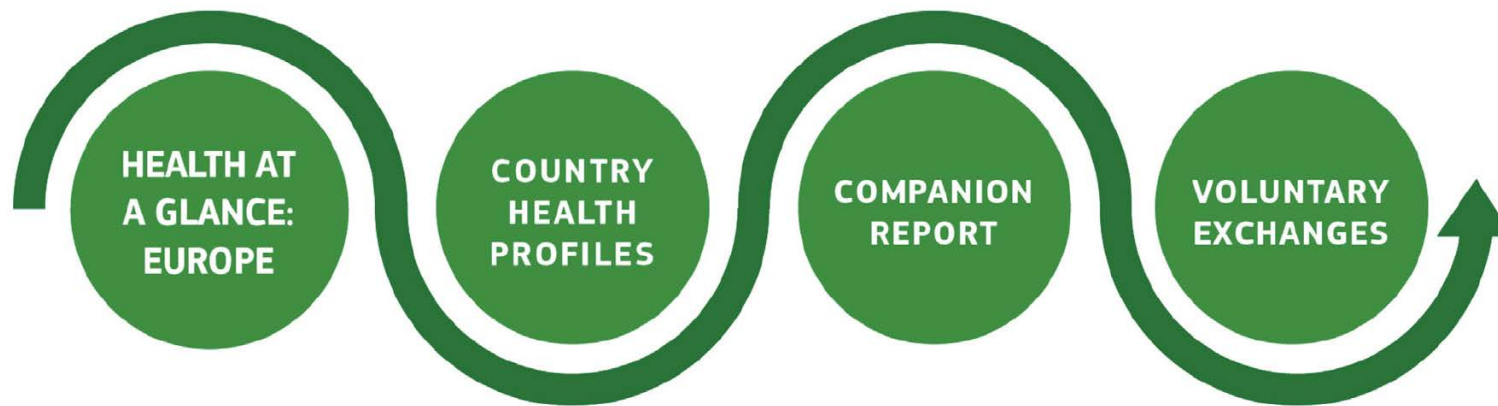 HEALTH AT
A GLANCE:
EUROPE
COUNTRY
HEALTH
PROFILES
COMPANION
REPORT
VOLUNTARY
EXCHANGES